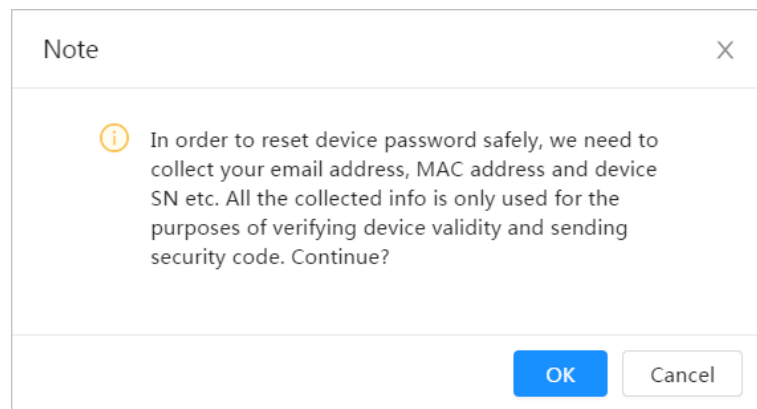 Note
In order to reset device password safely, we need to
collect your email address, MAC address and device
SN etc. All the collected info is only used for the
purposes of verifying device validity and sending
security code. Continue?
OK
Cancel